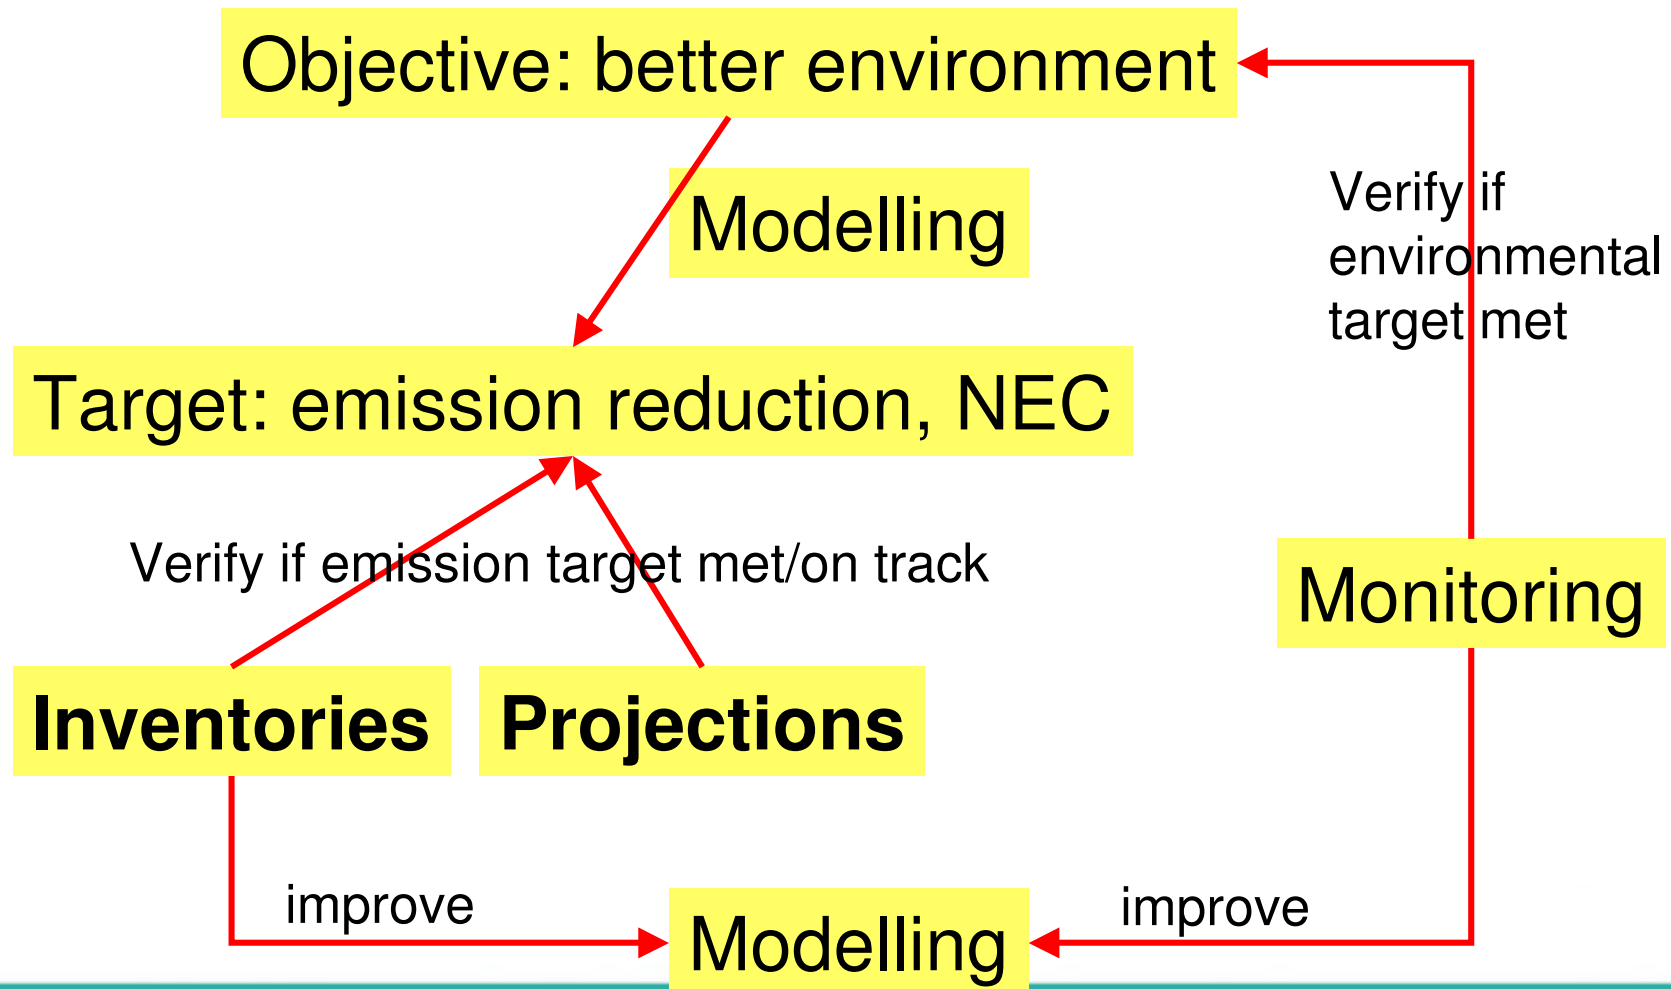 Objective: better environment
Modelling
Verify if
environmental
target met
Target: emission reduction, NEC
Verify if emission target met/on track
Monitoring
Inventories
Projections
improve
improve
Modelling